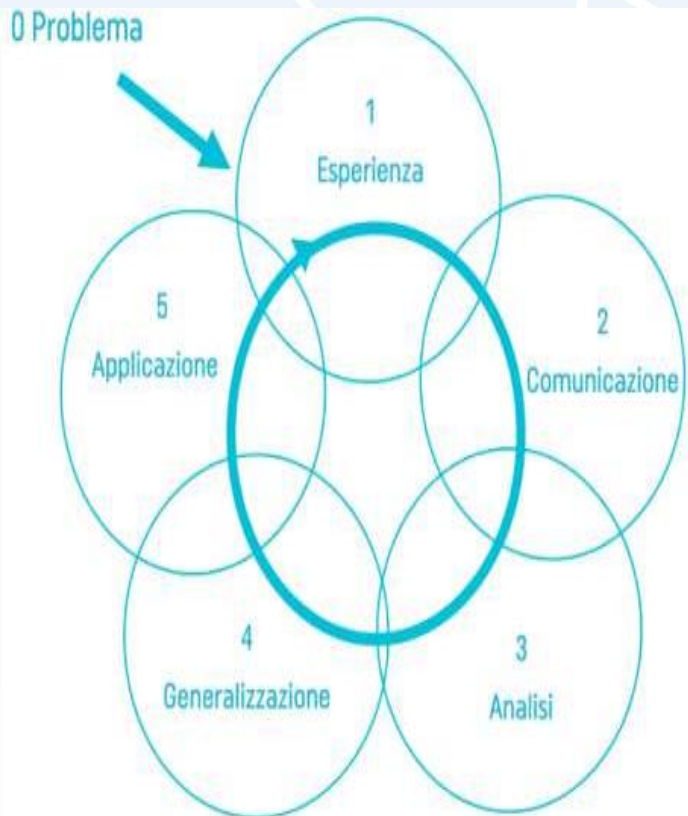 0 Problema
1
Esperienza
2
Comunicazione
3
Analisi
4
Generalizzazione
5
Applicazione